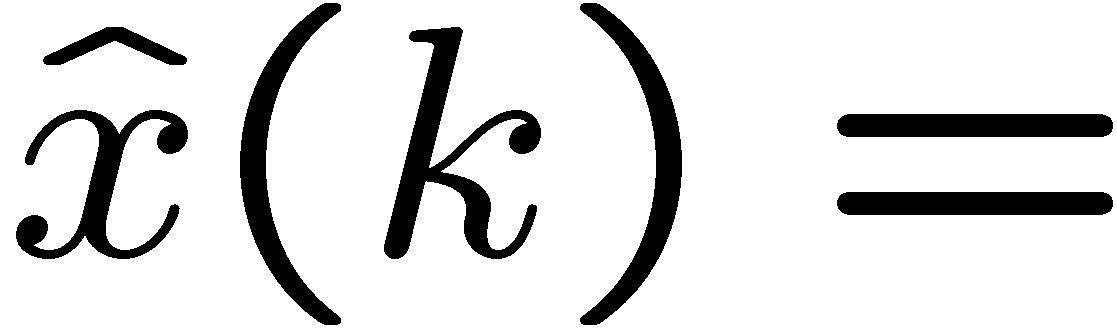 x̂(k) =